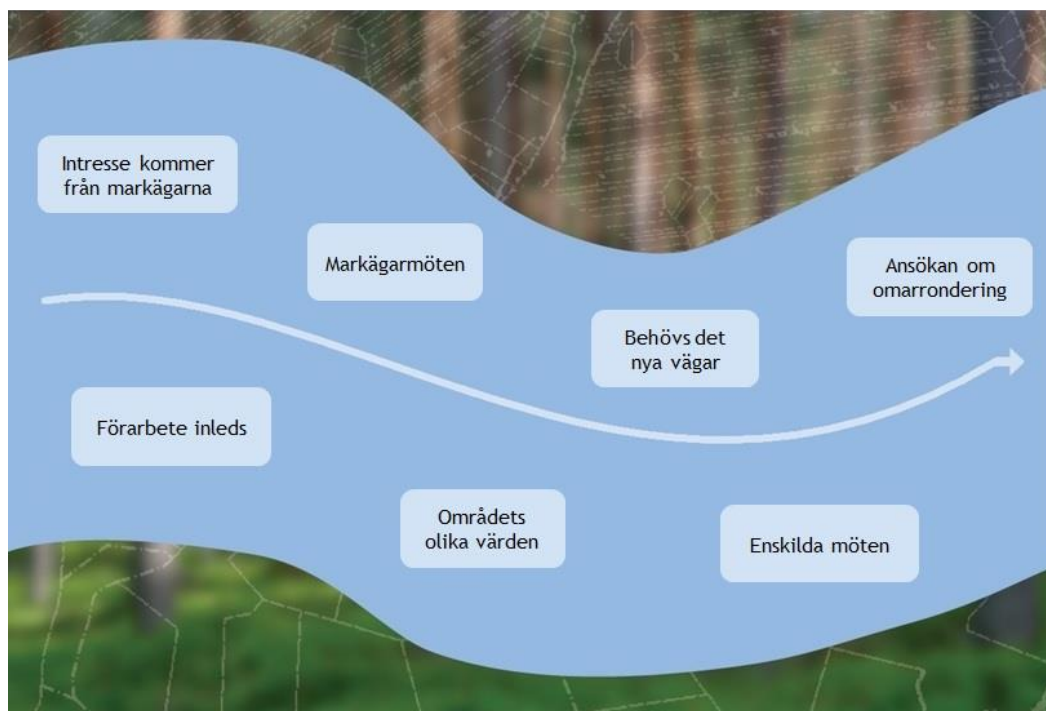 Intresse kommer
från markägarna
Förarbete inleds
Markägarmöten
Områdets
olika värden
Behövs det
nya vägar
Enskilda möten
Ansökan om
omarrondering